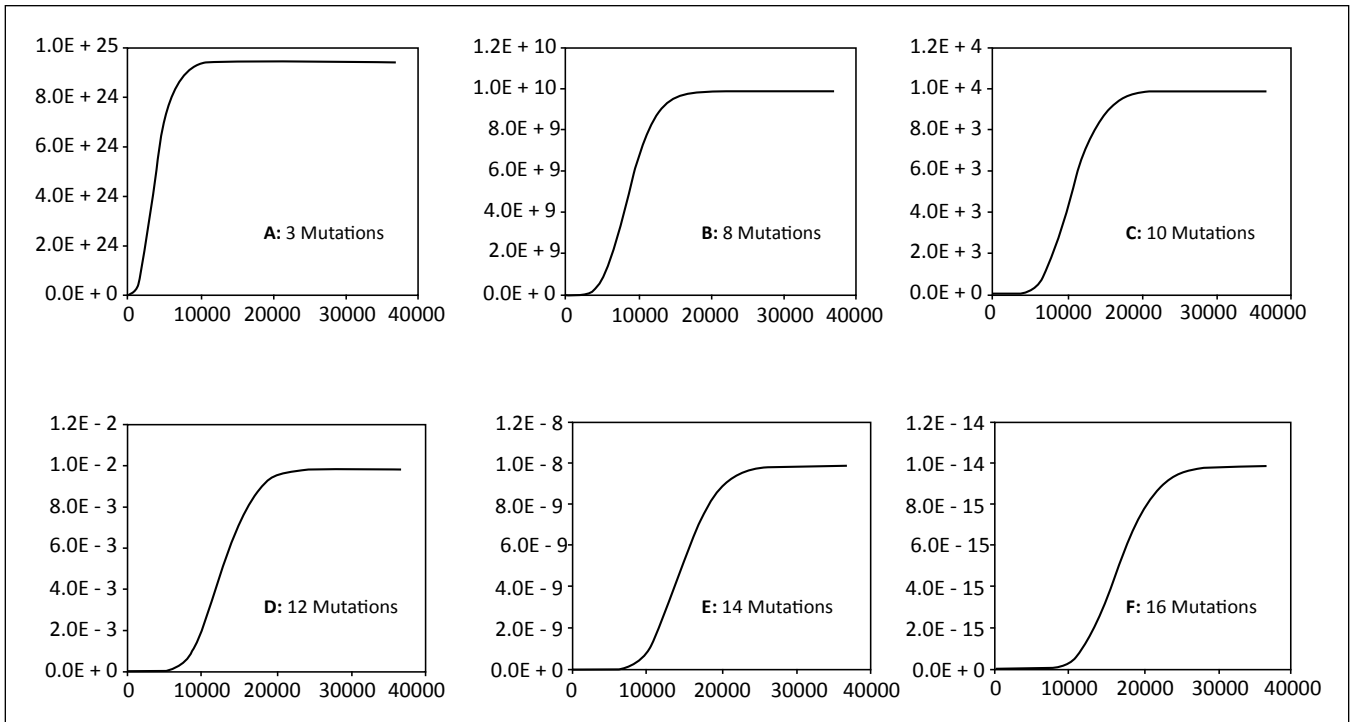 1.0E + 25
8.0E + 24
6.0E + 24
4.0E + 24
2.0E + 24
0.0E + 0
A: 3 Mutations
0 10000 20000 30000 40000
1.2E + 10
1.0E + 10
8.0E + 9
6.0E + 9
4.0E + 9
2.0E + 9
0.0E + 0
B: 8 Mutations
0 10000 20000 30000 40000
1.2E + 4
1.0E + 4
8.0E + 3
6.0E + 3
4.0E + 3
2.0E + 3
0.0E + 0
C: 10 Mutations
0 10000 20000 30000 40000
1.2E - 2
1.0E - 2
8.0E - 3
6.0E - 3
4.0E - 3
2.0E - 3
0.0E + 0
D: 12 Mutations
0 10000 20000 30000 40000
1.2E - 8
1.0E - 8
8.0E - 9
6.0E - 9
4.0E - 9
2.0E - 9
0.0E + 0
E: 14 Mutations
0 10000 20000 30000 40000
1.2E - 14
1.0E - 14
8.0E - 15
6.0E - 15
4.0E - 15
2.0E - 15
0.0E + 0
F: 16 Mutations
0 10000 20000 30000 40000